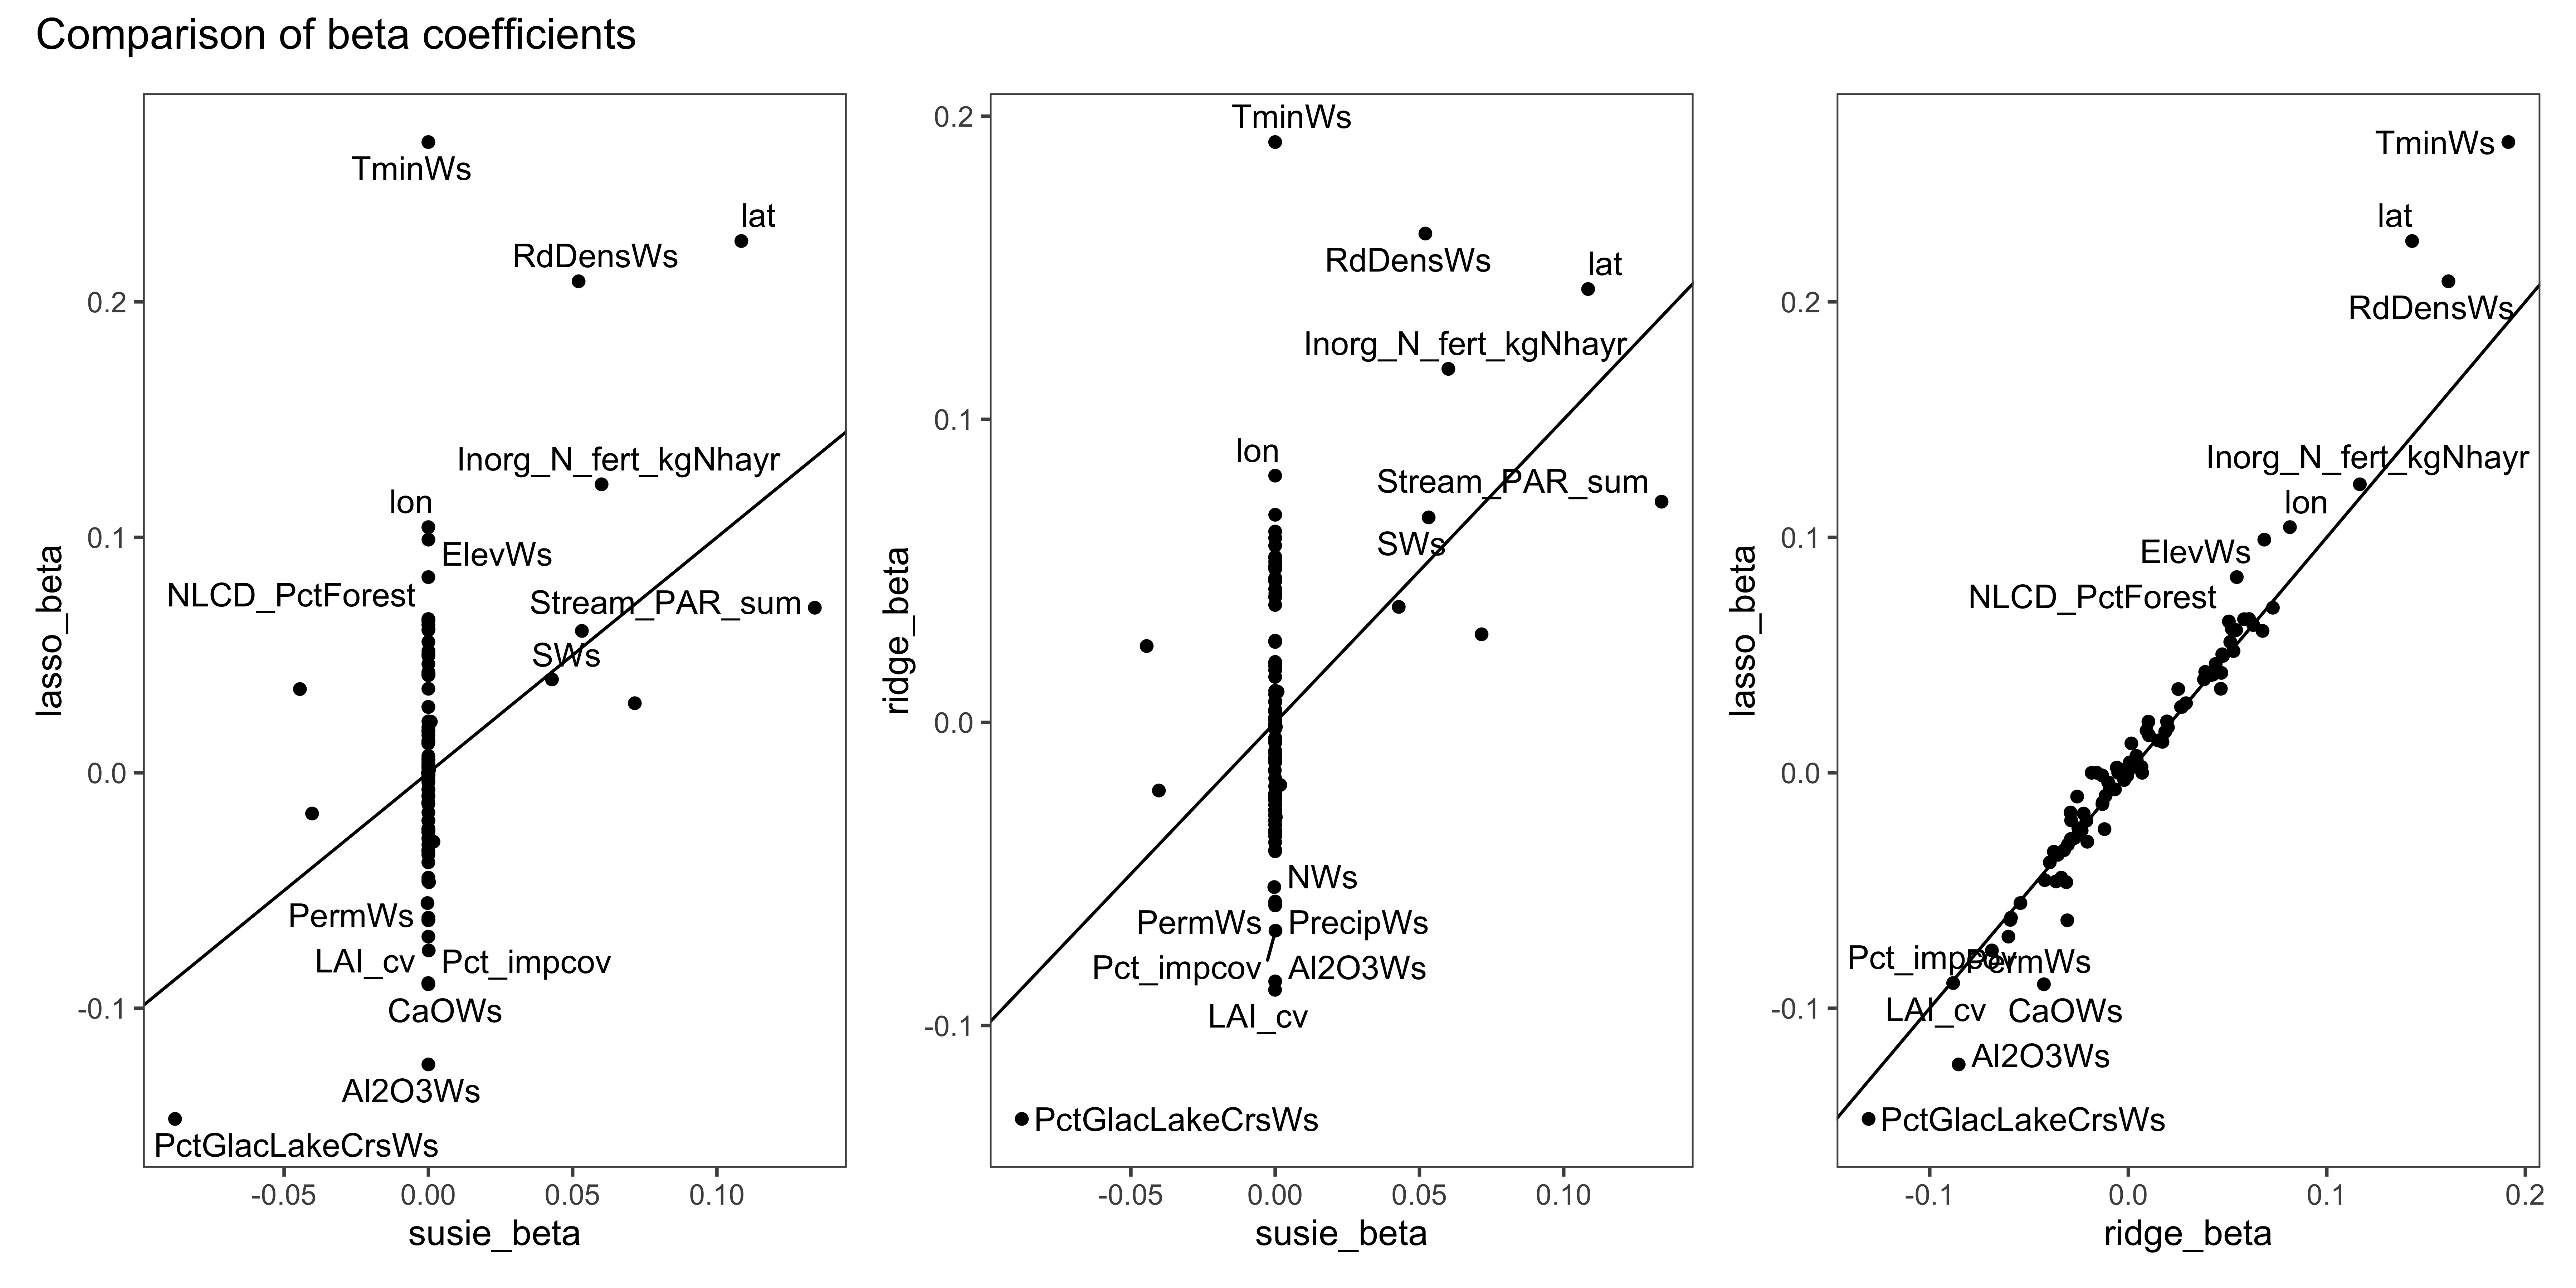 Comparison of beta coefficients
TminWs
lat
RdDensWs
0.2
Inorg_N_fert_kgNhayr
lon
0.1
ElevWs
NLCD_PctForest
Stream_PAR_sum
SWs
lasso_beta
0.0
PermWs
LAI_cv
Pct_impcov
-0.1
CaOWs
Al2O3Ws
PctGlacLakeCrsWs
-0.05
0.00
0.05
0.10
susie_beta
0.2
TminWs
RdDensWs
lat
Inorg_N_fert_kgNhayr
0.1
lon
Stream_PAR_sum
SWs
ridge_beta
0.0
NWs
PermWs
PrecipWs
Pct_impcov
Al2O3Ws
LAI_cv
-0.1
PctGlacLakeCrsWs
-0.05
0.00
0.05
0.10
susie_beta
TminWs
lat
0.2
RdDensWs
Inorg_N_fert_kgNhayr
lon
0.1
ElevWs
NLCD_PctForest
lasso_beta
0.0
Pct_impcov
PermWs
-0.1
LAI_cv
CaOWs
Al2O3Ws
PctGlacLakeCrsWs
-0.1
0.0
0.1
0.2
ridge_beta